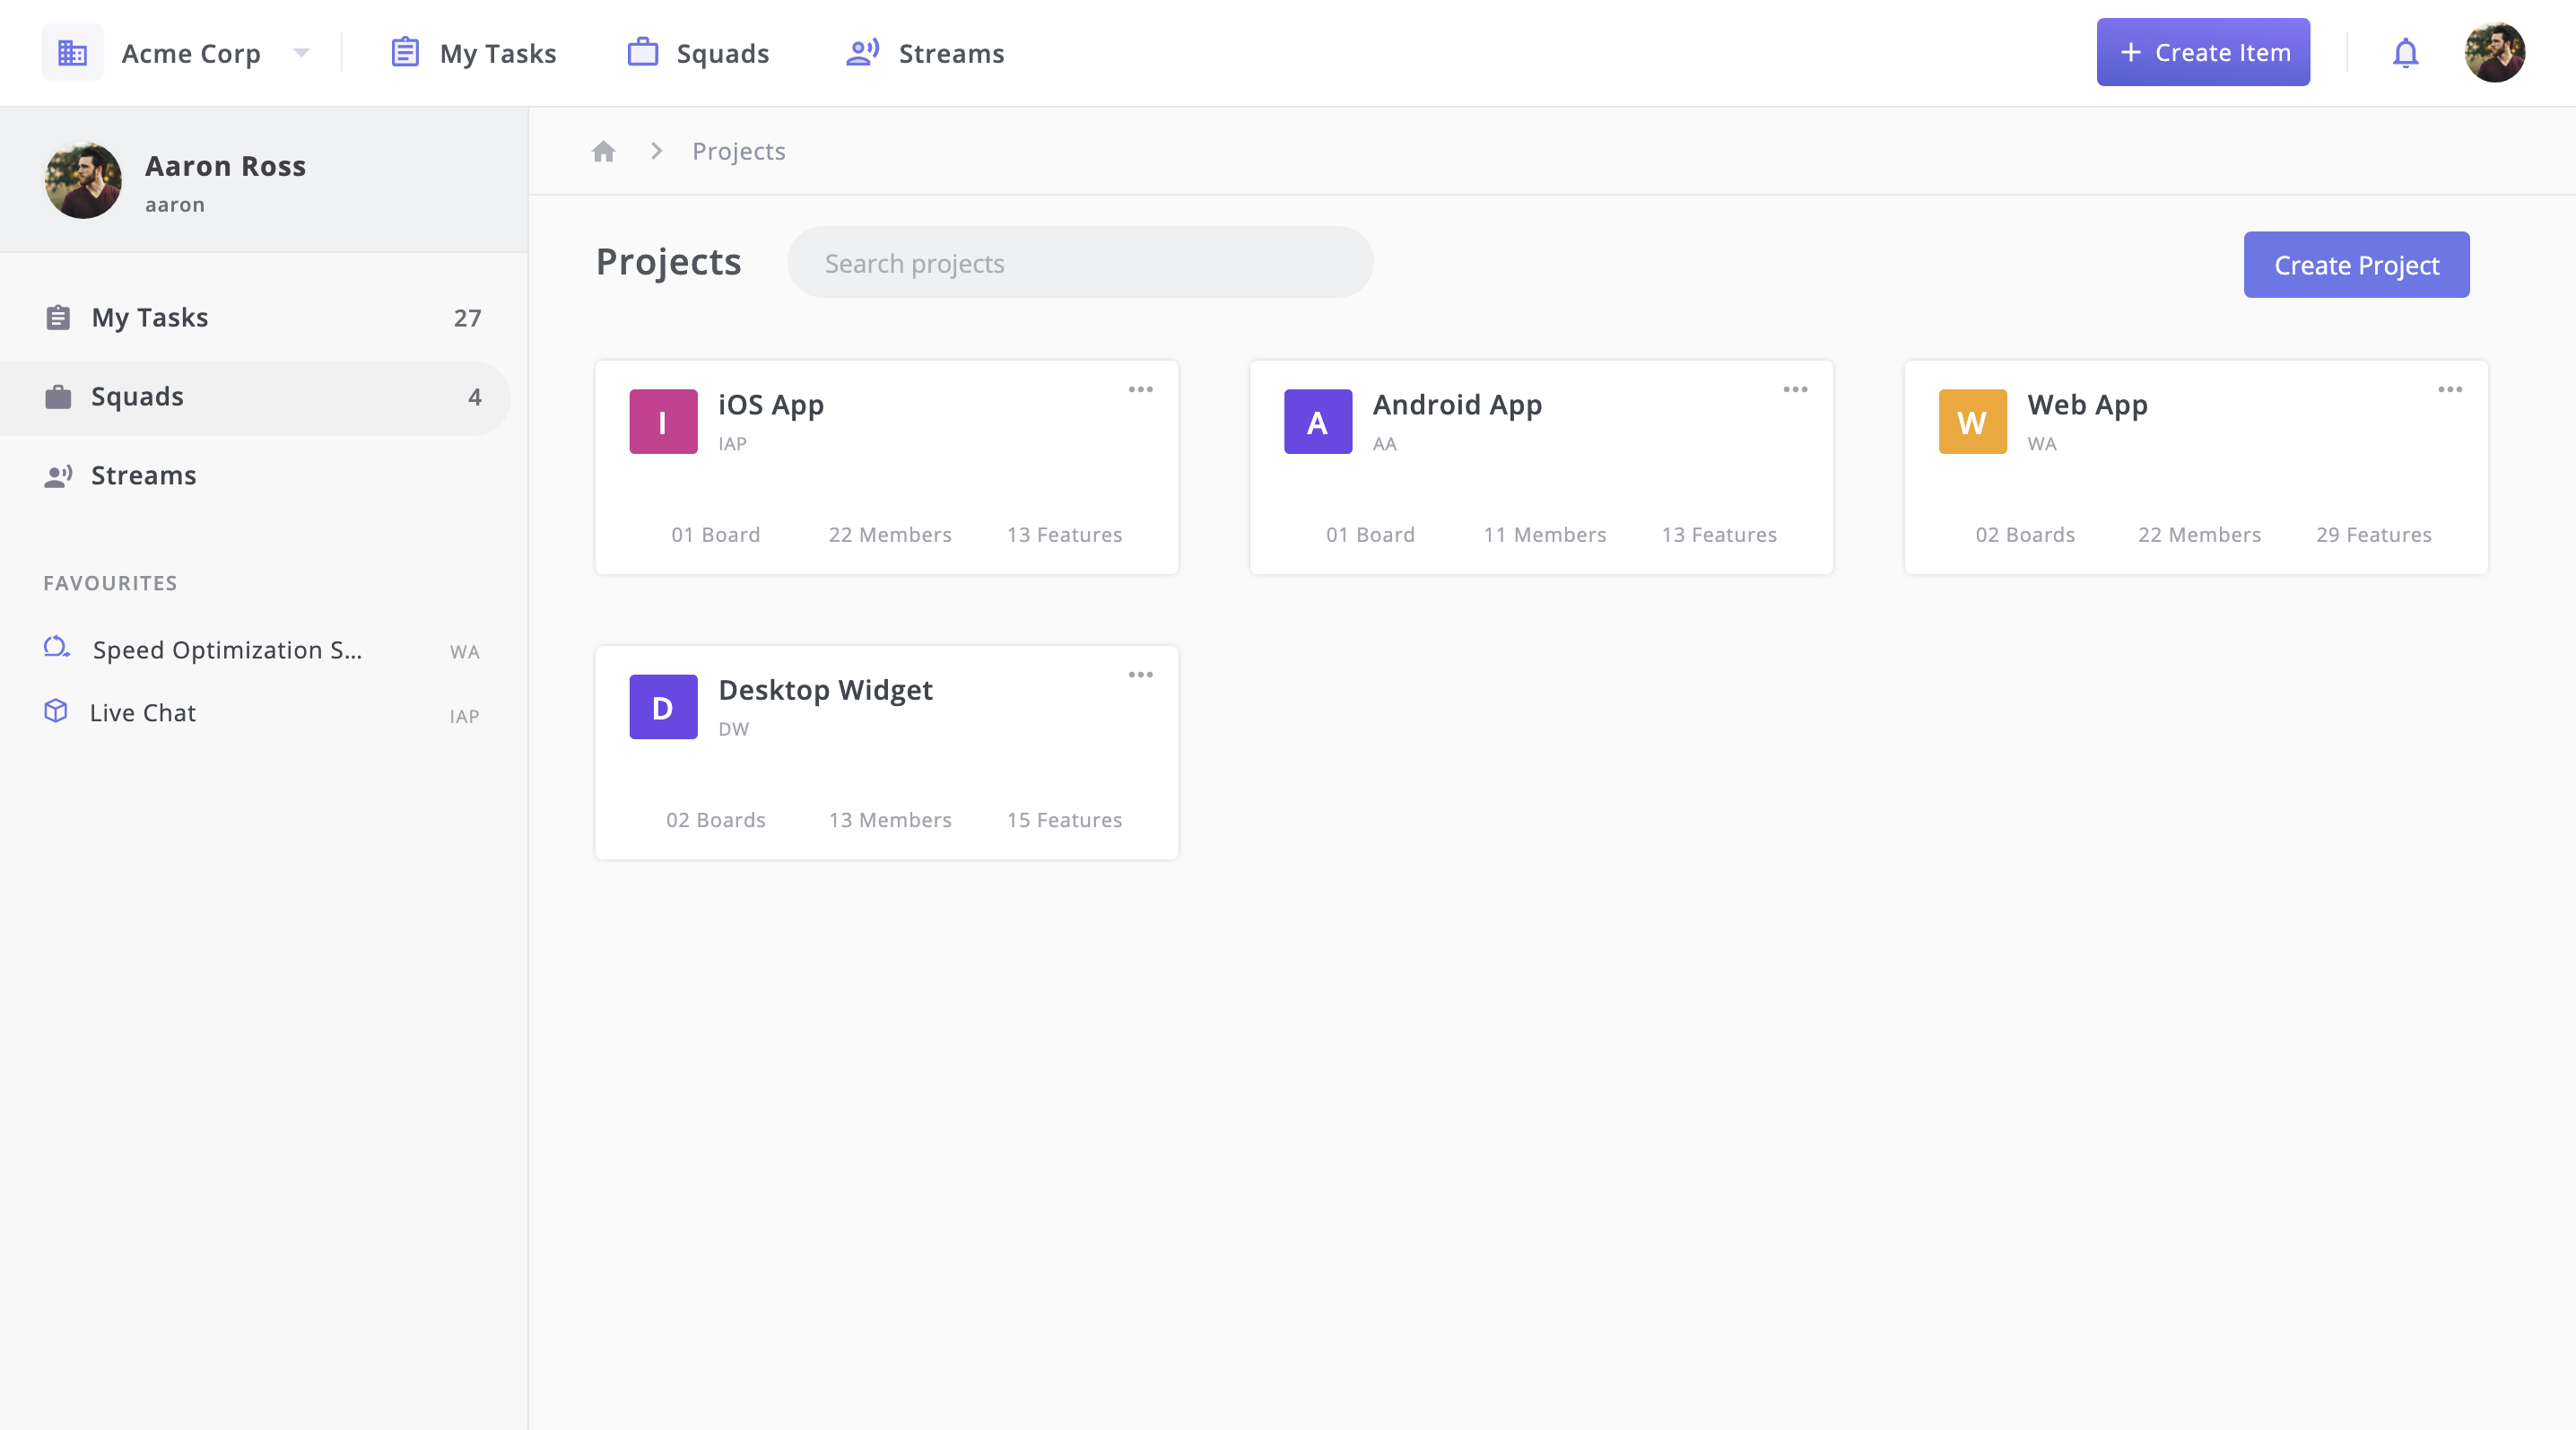 Acme Corp
My Tasks
Squads
Streams
+ Create Item
Aaron Ross
aaron
My Tasks 27
Squads 4
Streams
FAVOURITES
Speed Optimization S... WA
Live Chat IAP
Projects
Projects
Search projects
Create Project
I
iOS App
IAP
01 Board 22 Members 13 Features
A
Android App
AA
01 Board 11 Members 13 Features
W
Web App
WA
02 Boards 22 Members 29 Features
D
Desktop Widget
DW
02 Boards 13 Members 15 Features